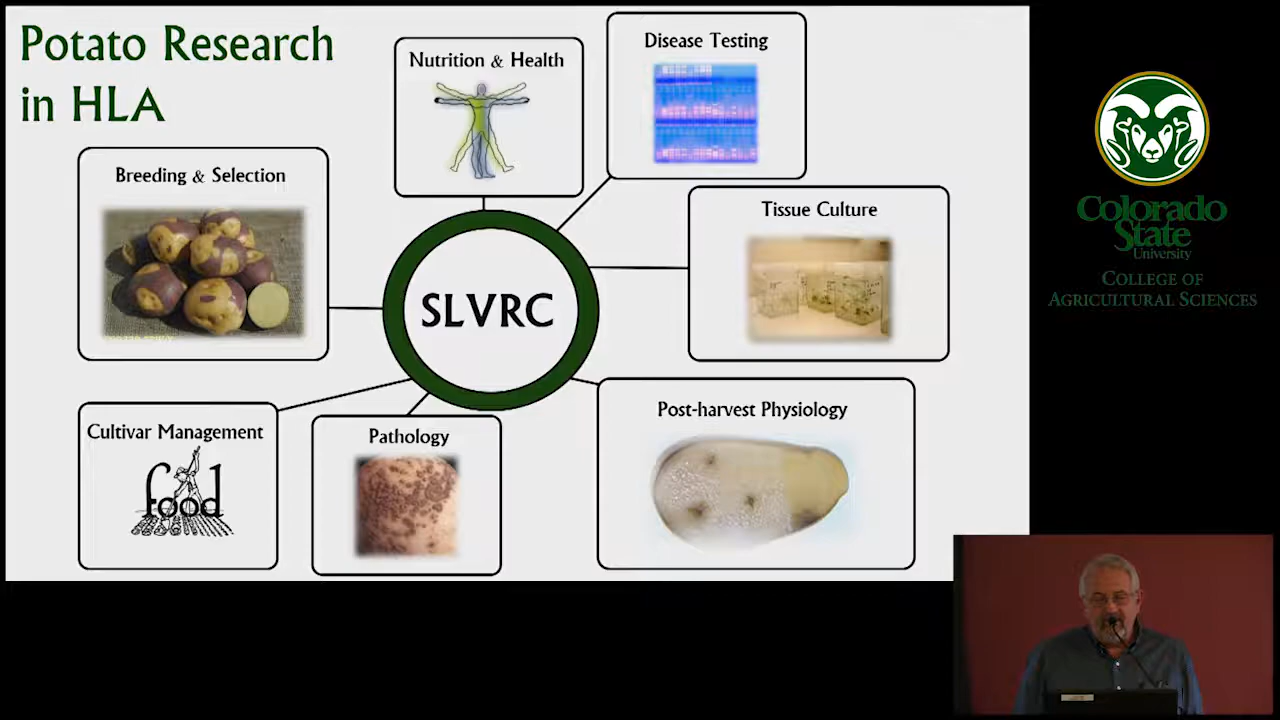 Potato Research
in HLA
Nutrition & Health
Disease Testing
Breeding & Selection
Tissue Culture
SLVRC
Cultivar Management
food
Pathology
Post-harvest Physiology
Colorado
State
University
COLLEGE OF
AGRICULTURAL SCIENCES